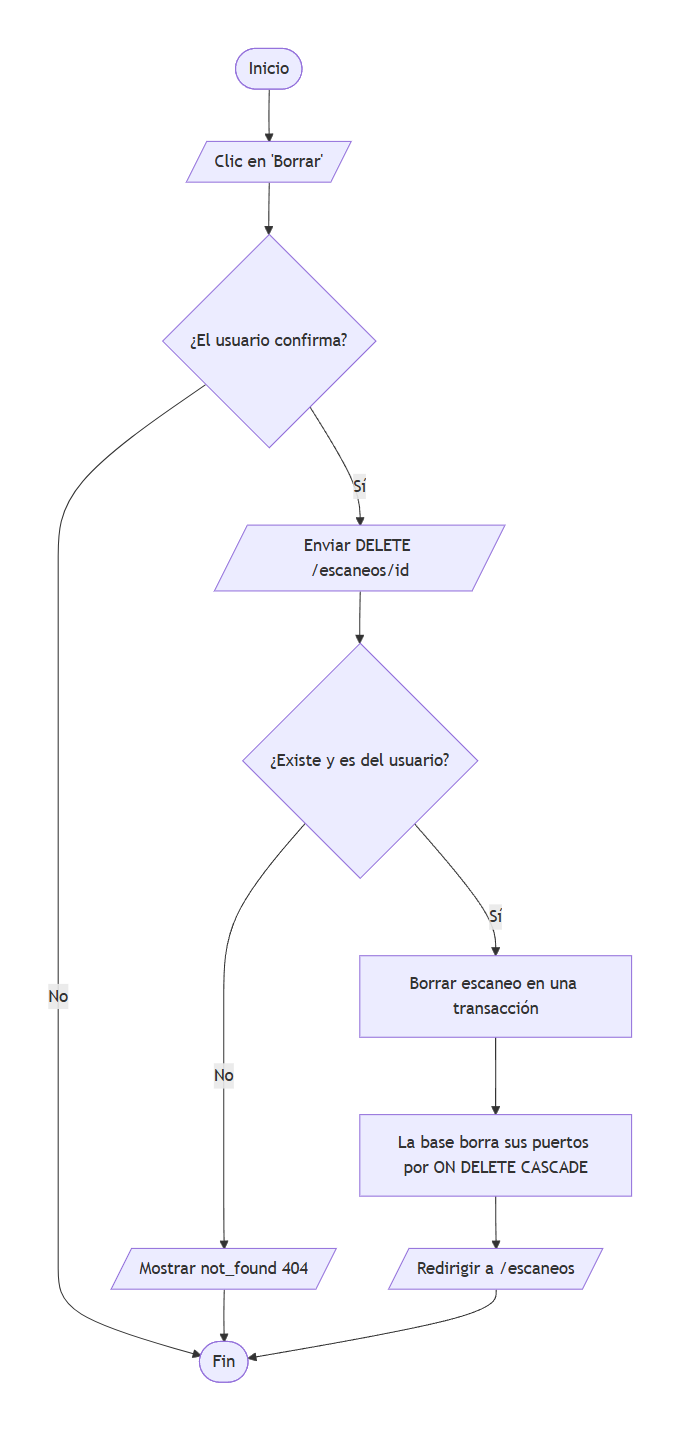 Inicio
Clic en 'Borrar'
¿El usuario confirma?
Sí
Enviar DELETE
/escaneos/id
¿Existe y es del usuario?
Sí
Borrar escaneo en una
transacción
No
No
La base borra sus puertos
por ON DELETE CASCADE
Mostrar not_found 404
Redirigir a /escaneos
Fin